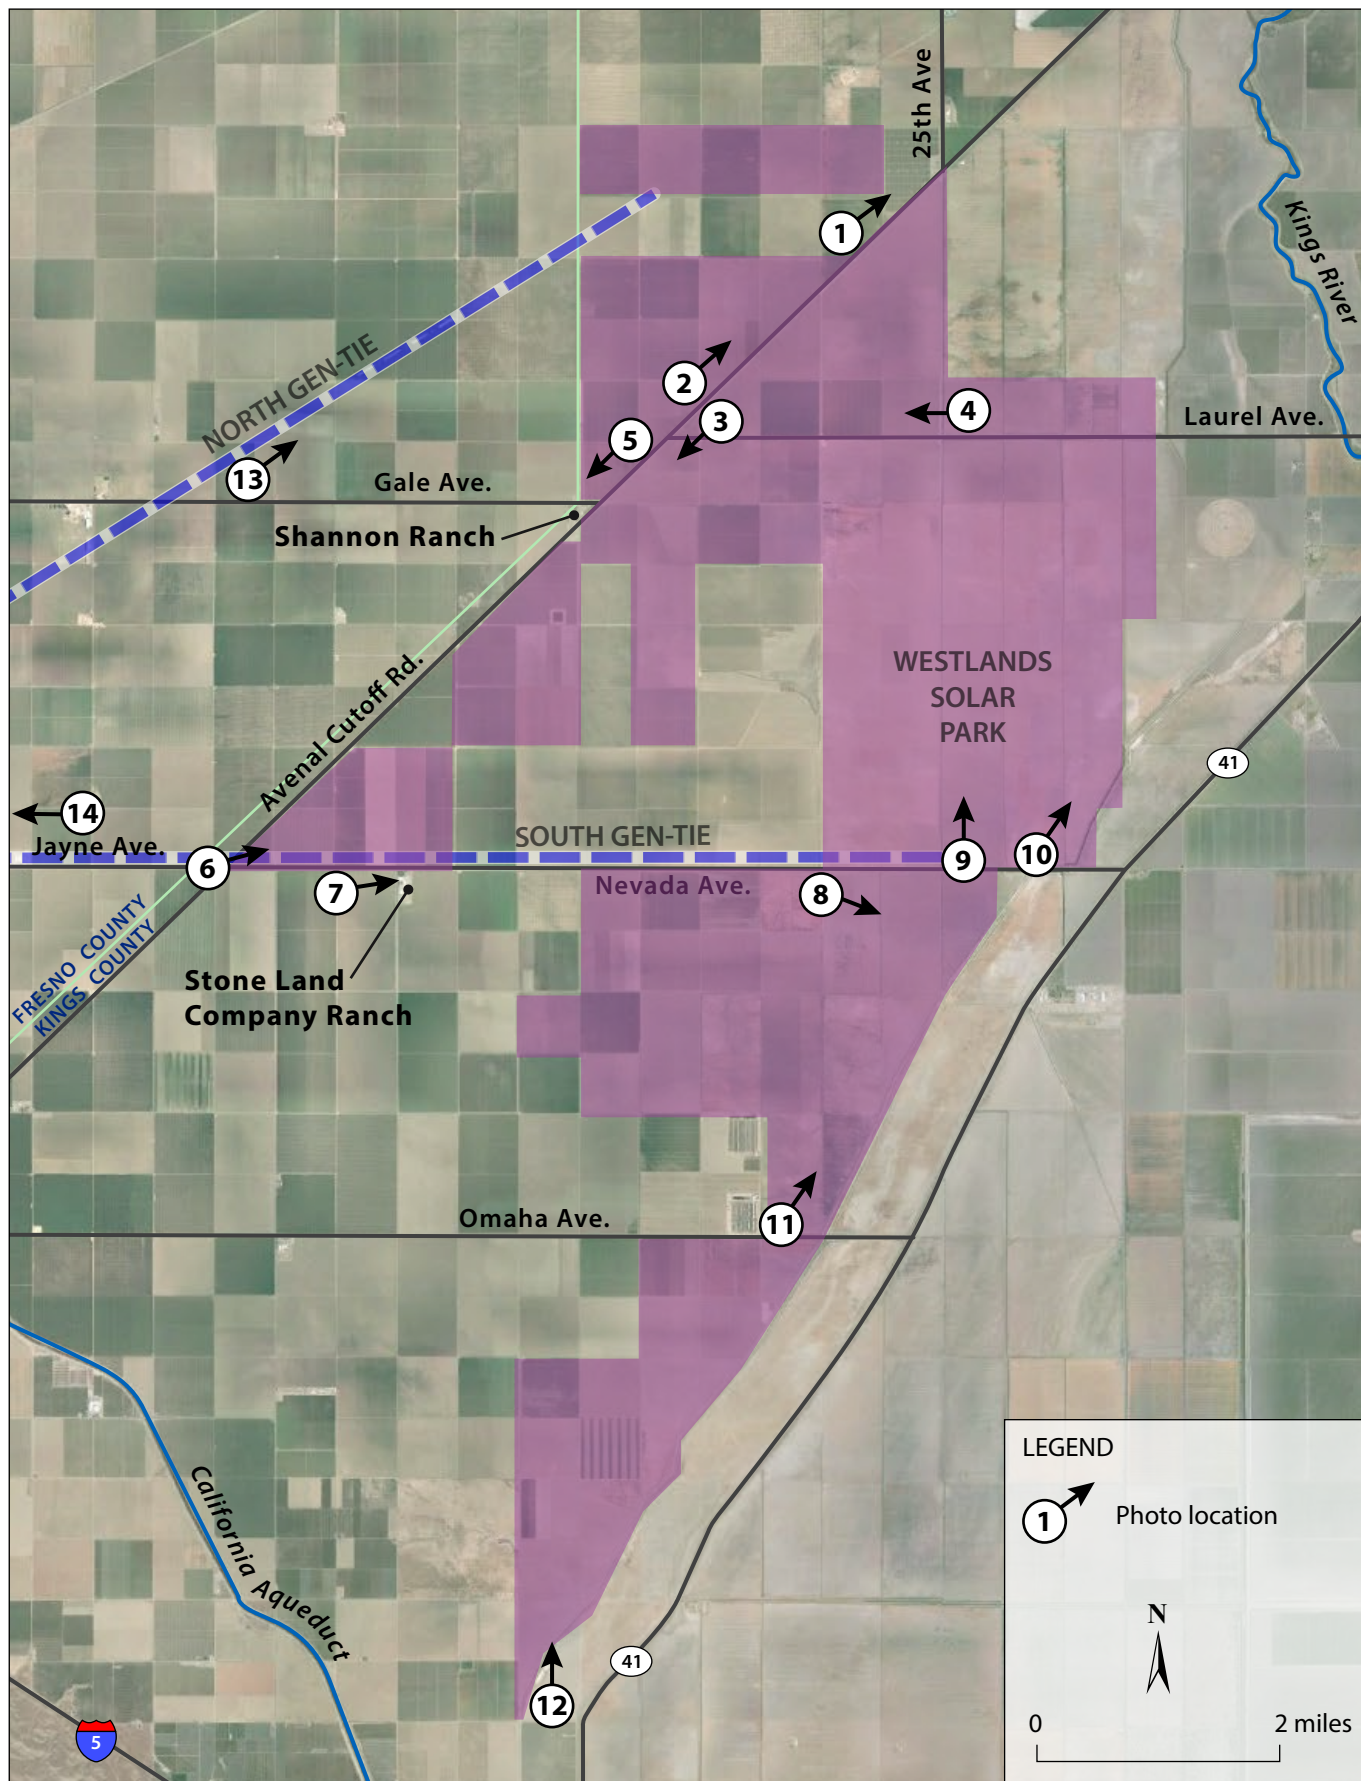 25th Ave
Kings River
1
2
3
4
5
Laurel Ave.
NORTH GEN-TIE
13
Gale Ave.
Shannon Ranch
WESTLANDS
SOLAR
PARK
Avenal Cutoff Rd.
41
14
Jayne Ave.
SOUTH GEN-TIE
6
7
Nevada Ave.
8
9
10
FRESNO COUNTY
KINGS COUNTY
Stone Land
Company Ranch
11
Omaha Ave.
California Aqueduct
12
41
5
LEGEND
1
Photo location
N
0
2 miles